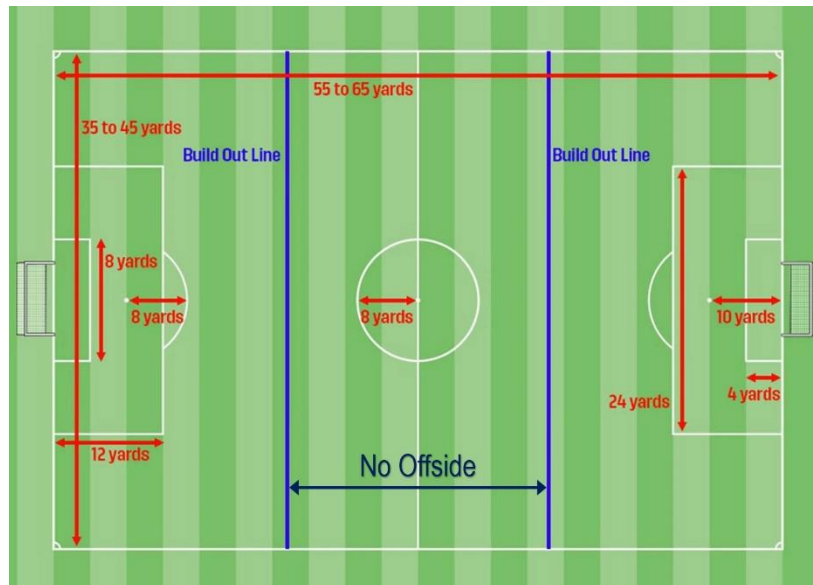 55 to 65 yards
35 to 45 yards
Build Out Line
Build Out Line
8 yards
8 yards
8 yards
10 yards
4 yards
24 yards
12 yards
No Offside